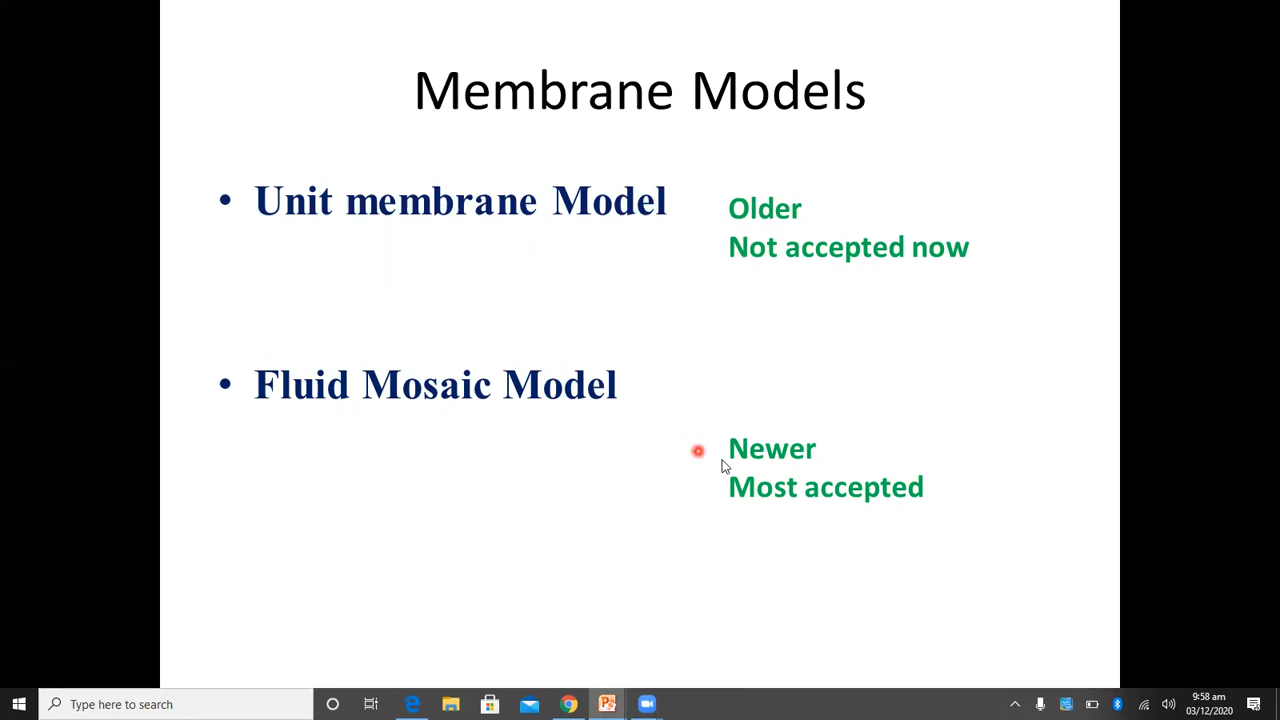 Membrane Models
• Unit membrane Model
Older
Not accepted now
• Fluid Mosaic Model
Newer
Most accepted
Type here to search
9:58 am
03/12/2020